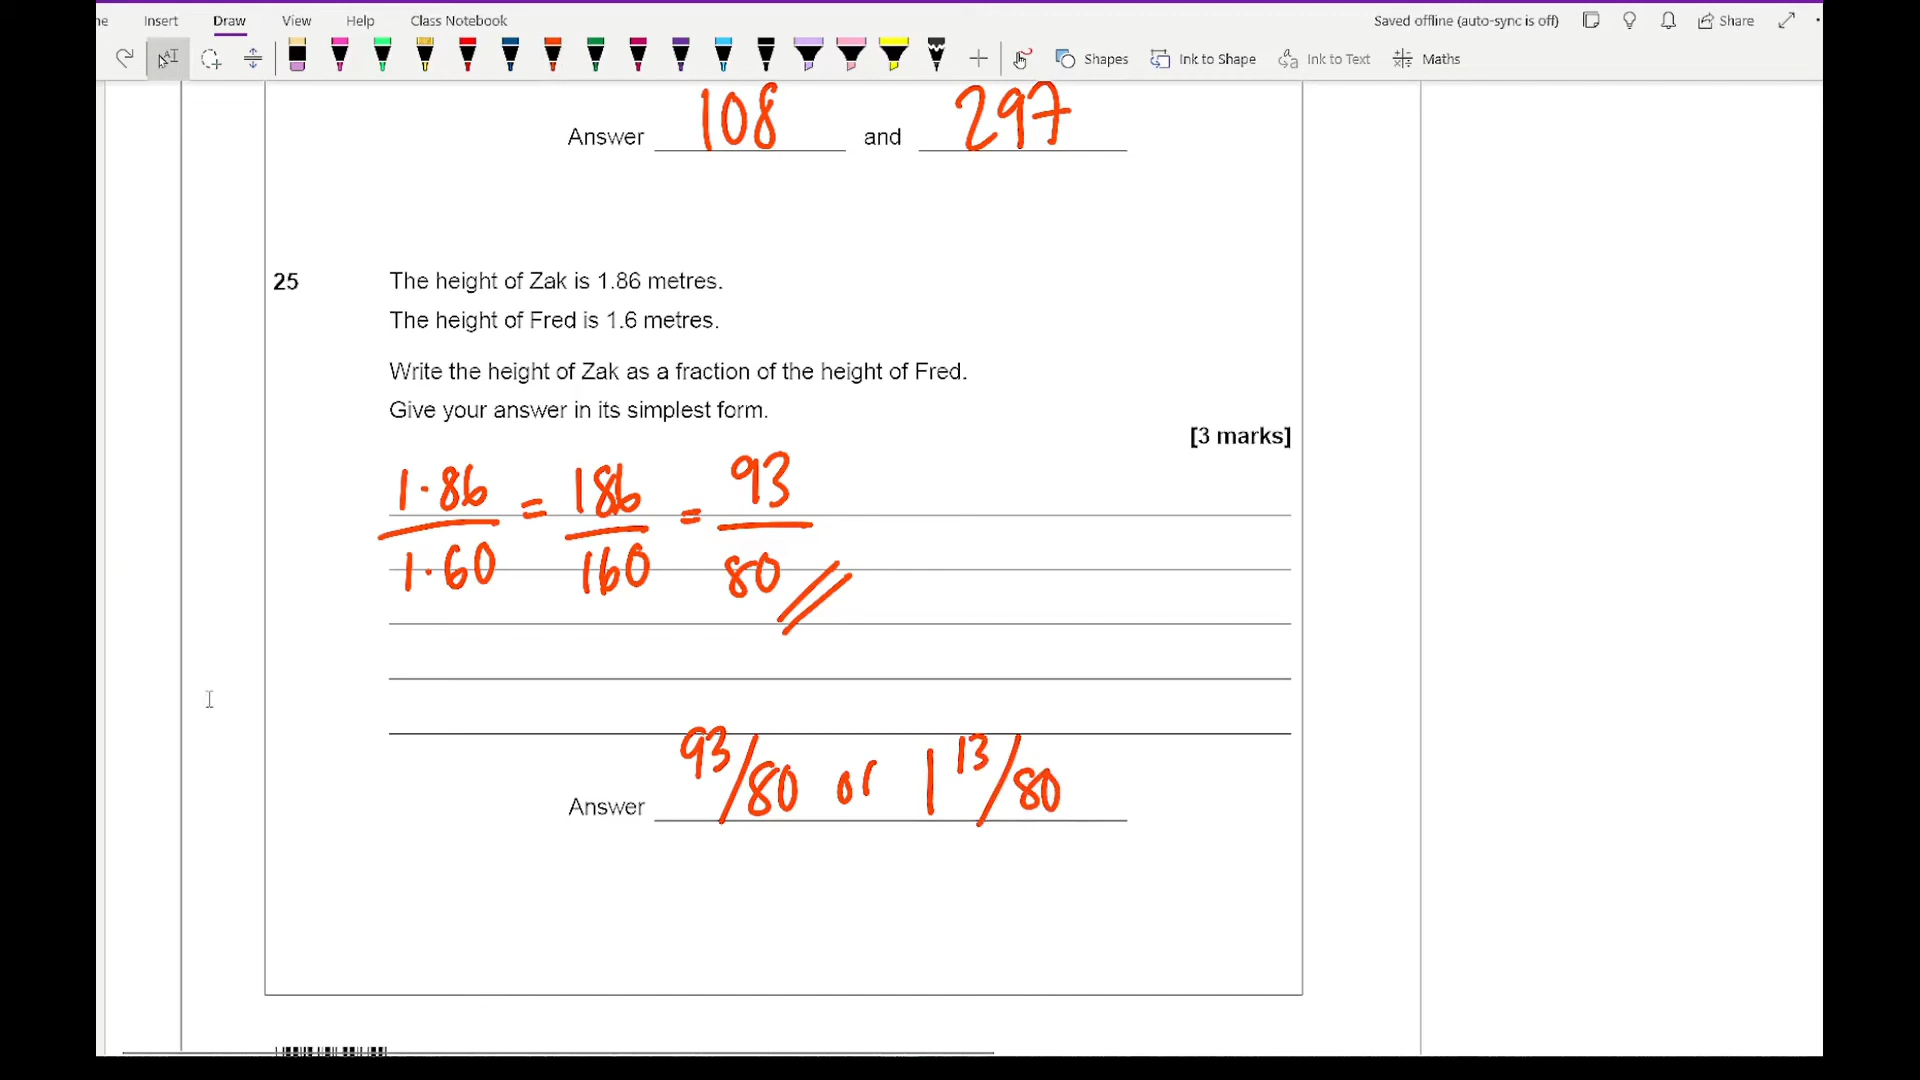 Insert Draw View Help Class Notebook Saved offline (auto-sync is off) Share
Shapes Ink to Shape Ink to Text Maths
Answer 108 and 297
25 The height of Zak is 1.86 metres.
The height of Fred is 1.6 metres.
Write the height of Zak as a fraction of the height of Fred.
Give your answer in its simplest form.
[3 marks]
1.86 = 186 = 93
1.60 160 80
Answer 93/80 or 1 13/80